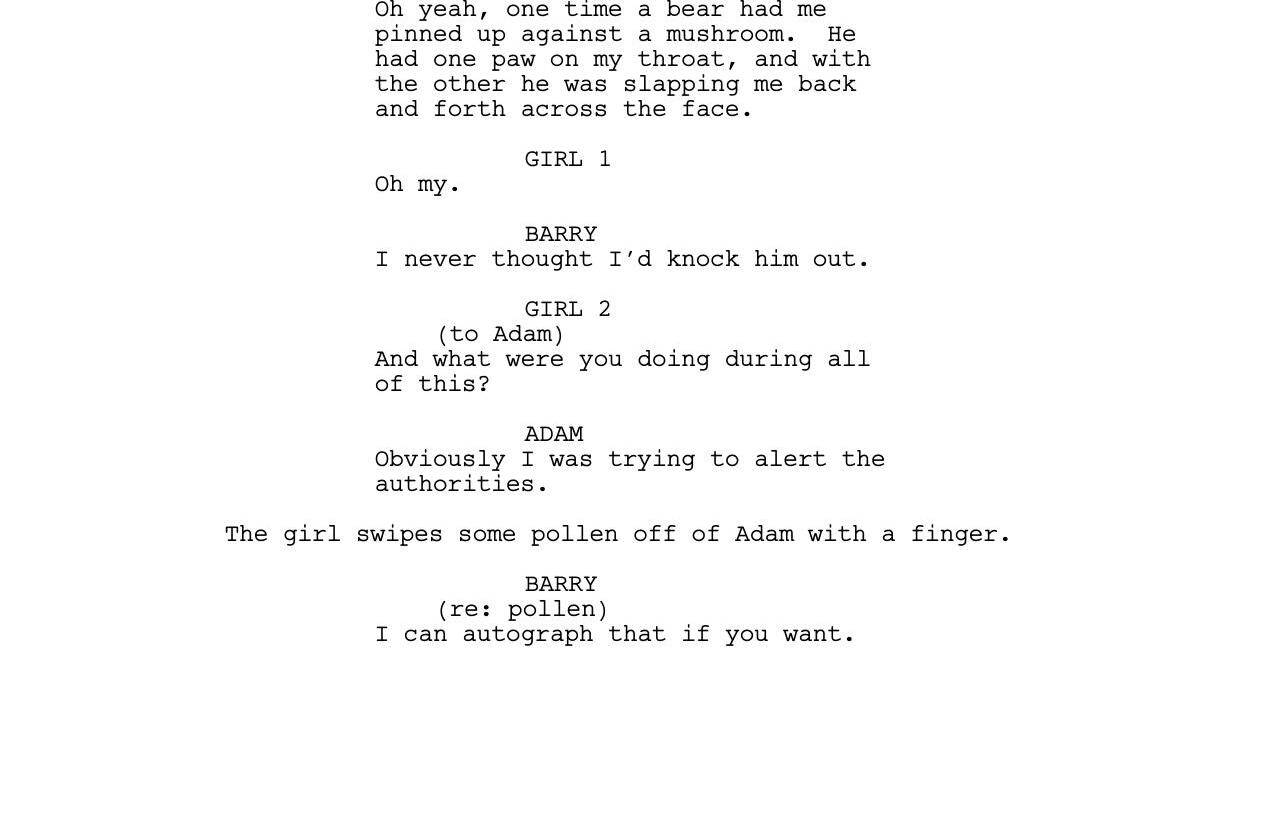 Oh yeah, one time a bear had me
pinned up against a mushroom.  He
had one paw on my throat, and with
the other he was slapping me back
and forth across the face.
GIRL 1
Oh my.
BARRY
I never thought I’d knock him out.
GIRL 2
(to Adam)
And what were you doing during all
of this?
ADAM
Obviously I was trying to alert the
authorities.
The girl swipes some pollen off of Adam with a finger.
BARRY
(re: pollen)
I can autograph that if you want.